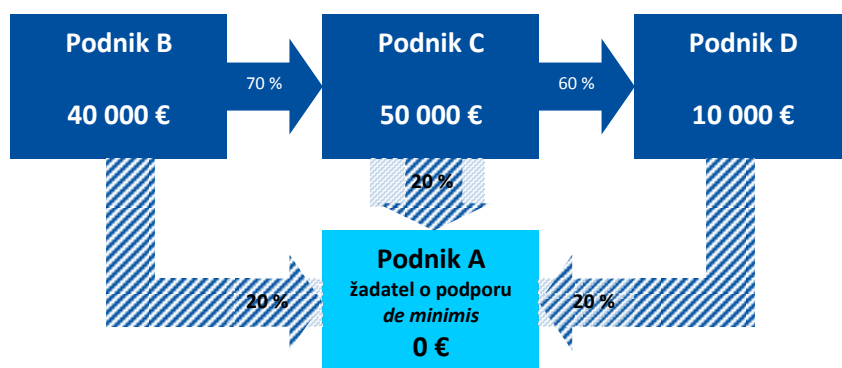 Podnik B
70 %
Podnik C
60 %
Podnik D
40 000 €
50 000 €
10 000 €
20 %
Podnik A
žadatel o podporu
de minimis
0 €
20 %
20 %